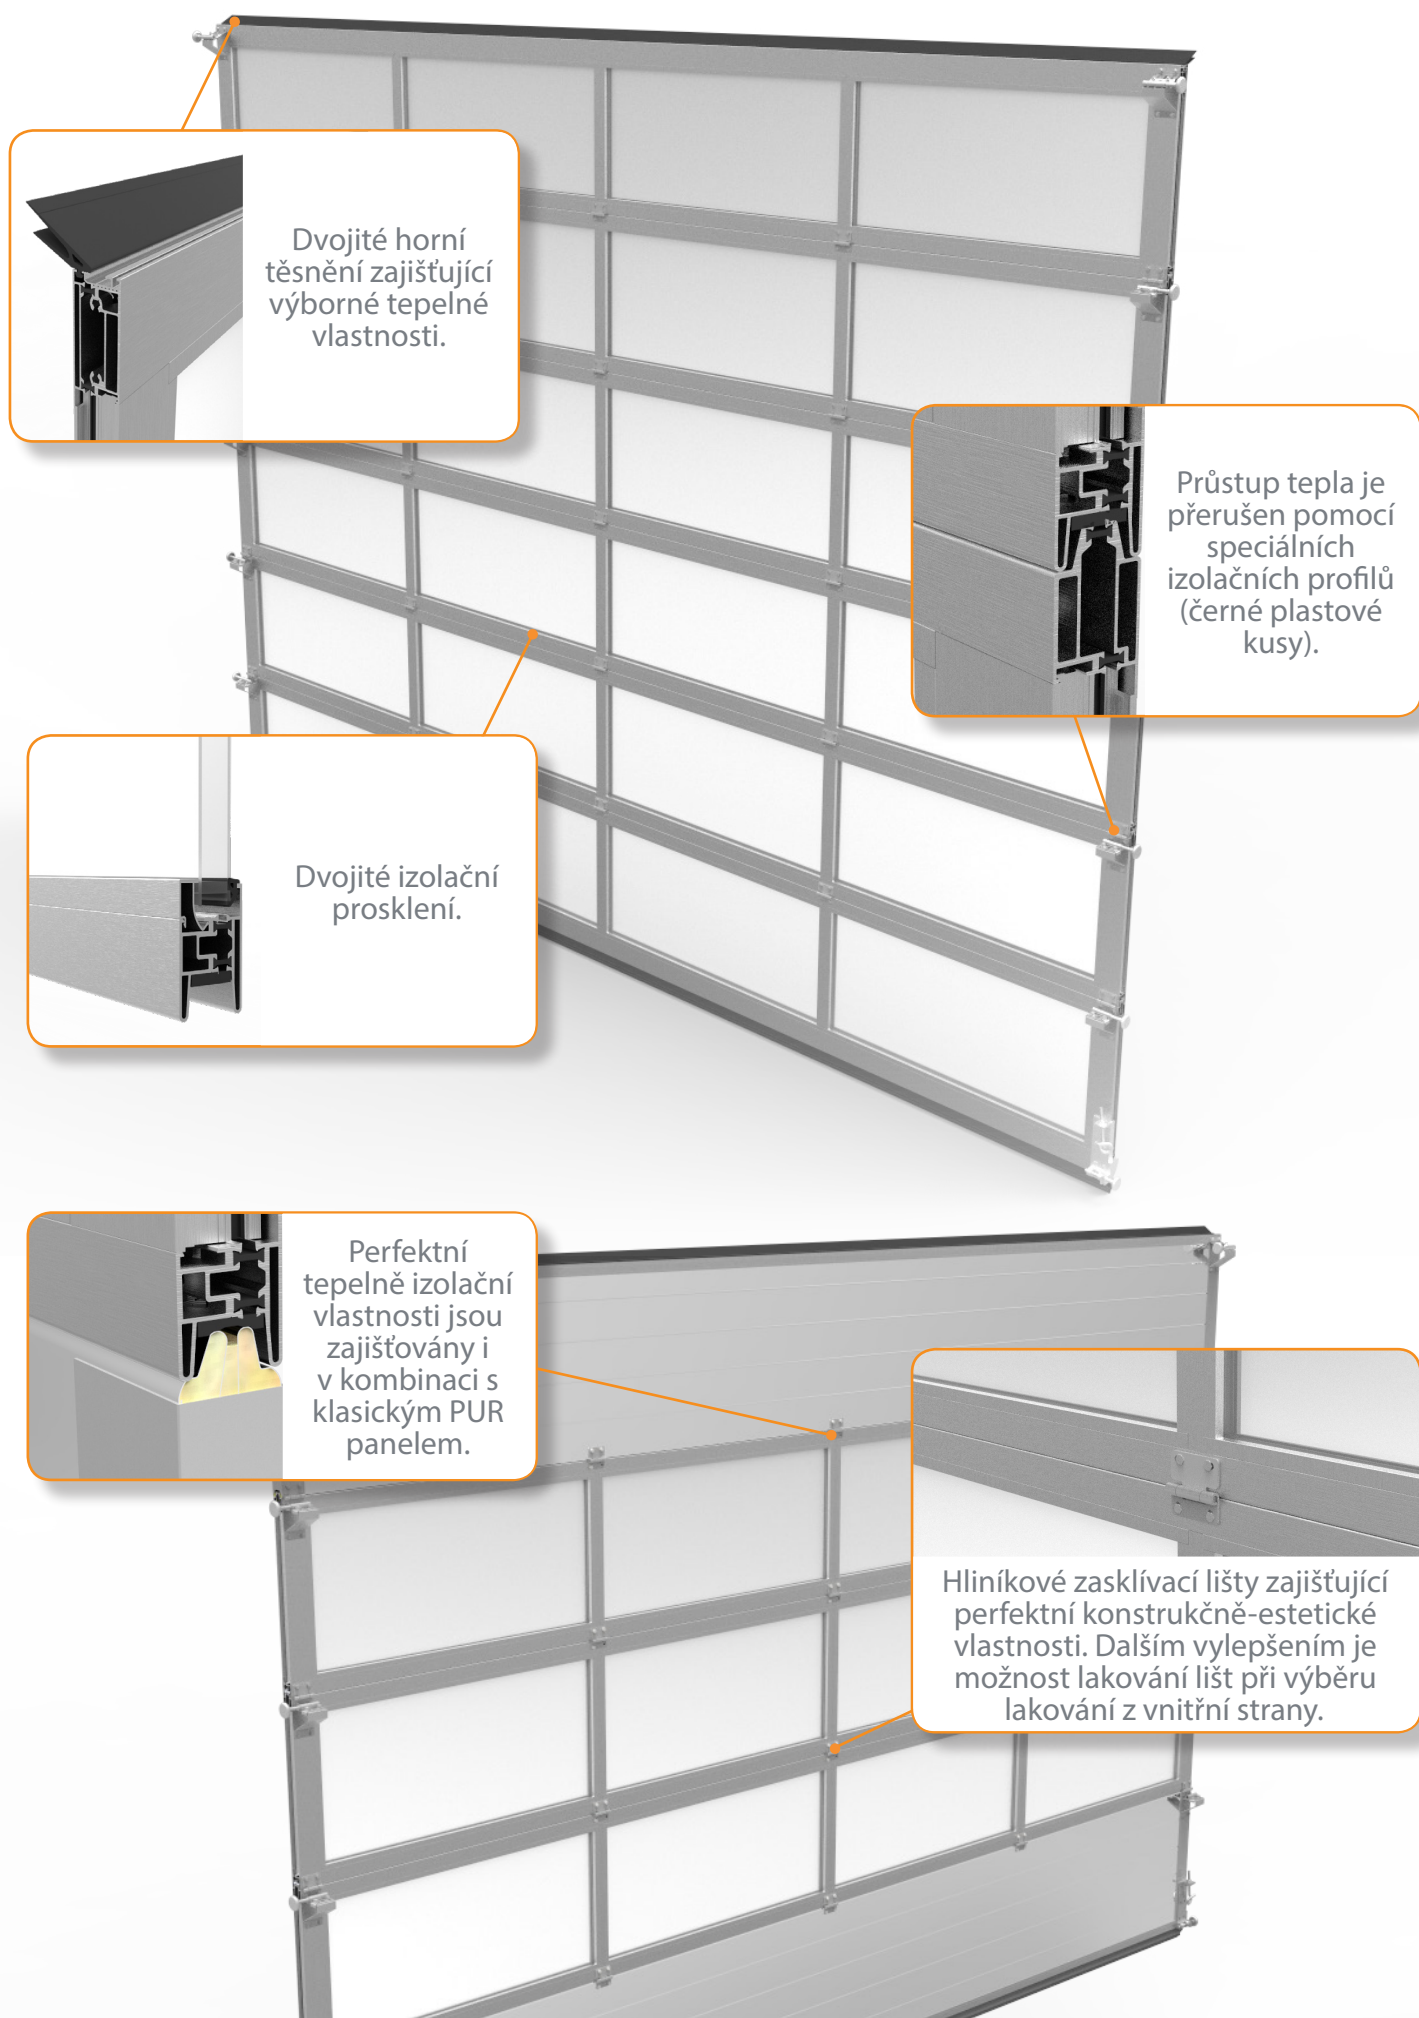 Dvojité horní
těsnění zajišťující
výborné tepelné
vlastnosti.
Průstup tepla je
přerušen pomocí
speciálních
izolačních profilů
(černé plastové
kusy).
Dvojité izolační
prosklení.
Perfektní
tepelně izolační
vlastnosti jsou
zajišťovány i
v kombinaci s
klasickým PUR
panelem.
Hliníkové zasklívací lišty zajišťující
perfektní konstrukčně-estetické
vlastnosti. Dalším vylepšením je
možnost lakování lišt při výběru
lakování z vnitřní strany.